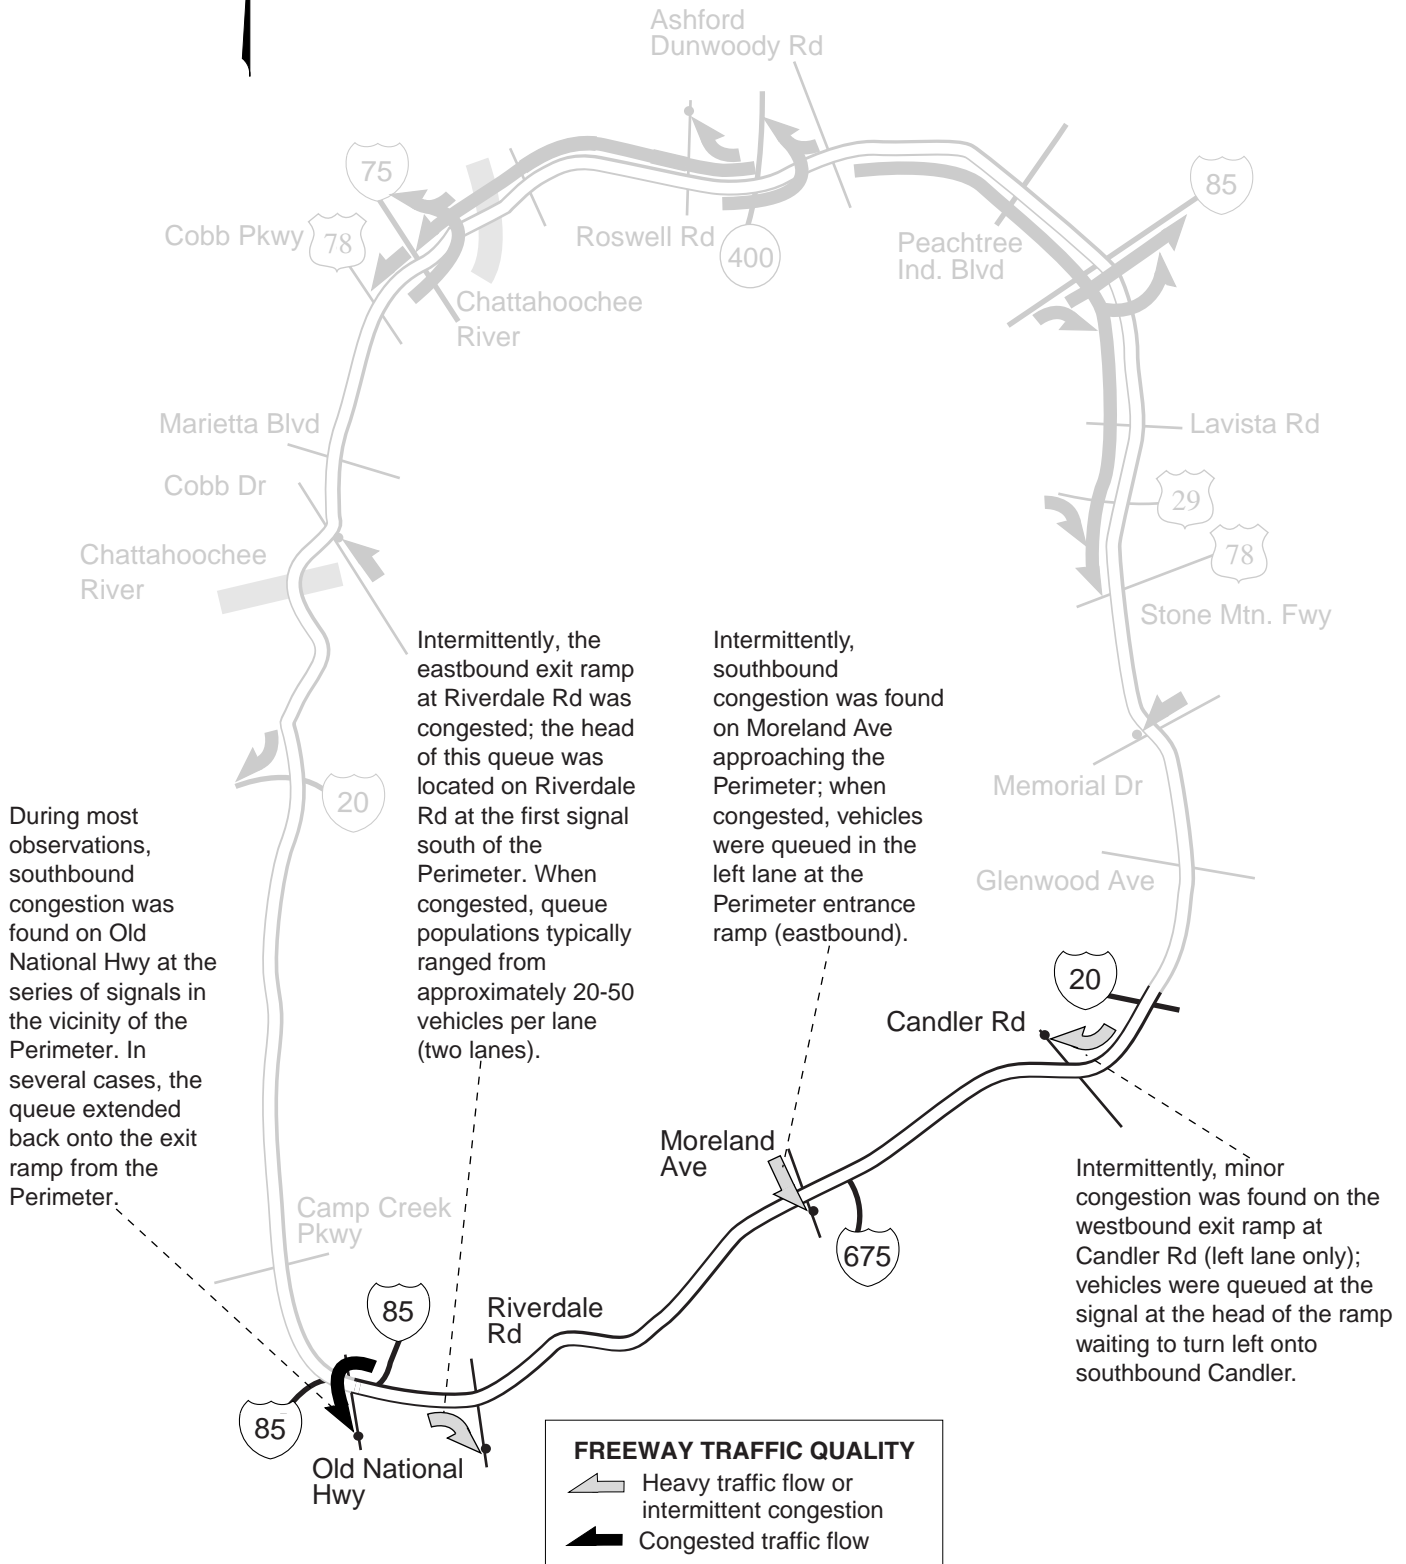 Ashford
Dunwoody Rd
75
85
Cobb Pkwy
78
Roswell Rd
400
Peachtree
Ind. Blvd
Chattahoochee
River
Marietta Blvd
Lavista Rd
Cobb Dr
29
Chattahoochee
River
78
Stone Mtn. Fwy
Intermittently, the
eastbound exit ramp
at Riverdale Rd was
congested; the head
of this queue was
located on Riverdale
Rd at the first signal
south of the
Perimeter. When
congested, queue
populations typically
ranged from
approximately 20-50
vehicles per lane
(two lanes).
Intermittently,
southbound
congestion was found
on Moreland Ave
approaching the
Perimeter; when
congested, vehicles
were queued in the
left lane at the
Perimeter entrance
ramp (eastbound).
Memorial Dr
20
During most
observations,
southbound
congestion was
found on Old
National Hwy at the
series of signals in
the vicinity of the
Perimeter. In
several cases, the
queue extended
back onto the exit
ramp from the
Perimeter.
Glenwood Ave
20
Candler Rd
Moreland
Ave
Intermittently, minor
congestion was found on the
westbound exit ramp at
Candler Rd (left lane only);
vehicles were queued at the
signal at the head of the ramp
waiting to turn left onto
southbound Candler.
Camp Creek
Pkwy
675
85
Riverdale
Rd
85
Old National
Hwy
FREEWAY TRAFFIC QUALITY
Heavy traffic flow or
intermittent congestion
Congested traffic flow